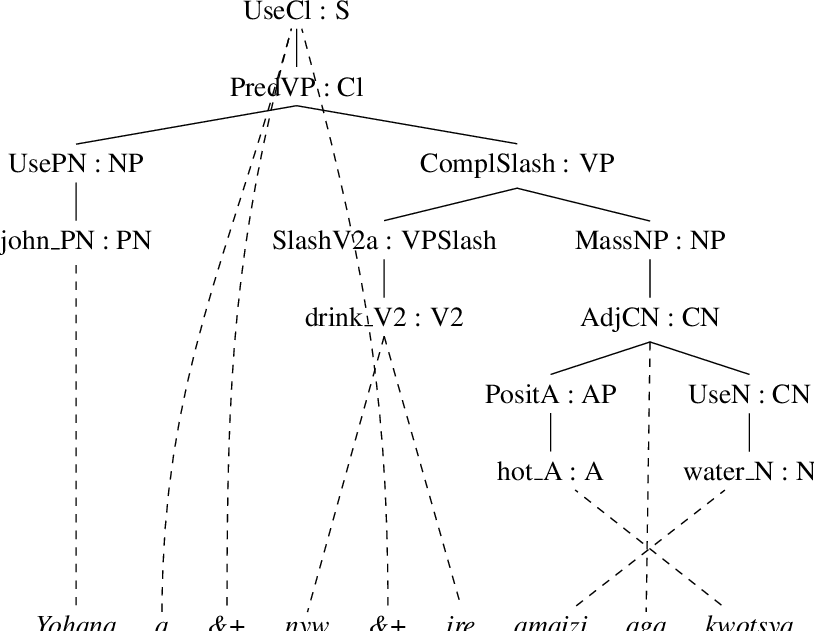 UseCl : S
PredVP : Cl
UsePN : NP ComplSlash : VP
john_PN : PN SlashV2a : VPSlash MassNP : NP
drink_V2 : V2 AdjCN : CN
PositA : AP UseN : CN
hot_A : A water_N : N
Yohana a &+ nyw &+ ire amaizi aga kwotsya